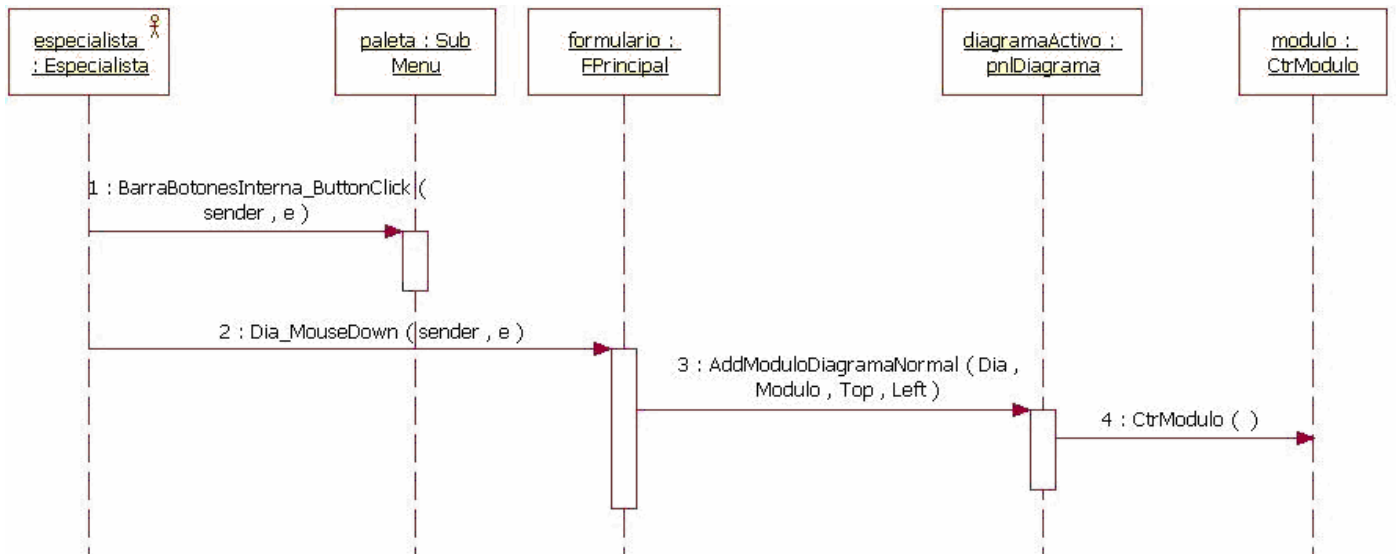 especialista
: Especialista
paleta : Sub
Menu
formulario :
FPrincipal
diagramaActivo :
pnlDiagrama
modulo :
CtrModulo
1 : BarraBotonesInterna_ButtonClick (
sender , e )
2 : Dia_MouseDown ( sender , e )
3 : AddModuloDiagramaNormal ( Dia ,
Modulo , Top , Left )
4 : CtrModulo ( )